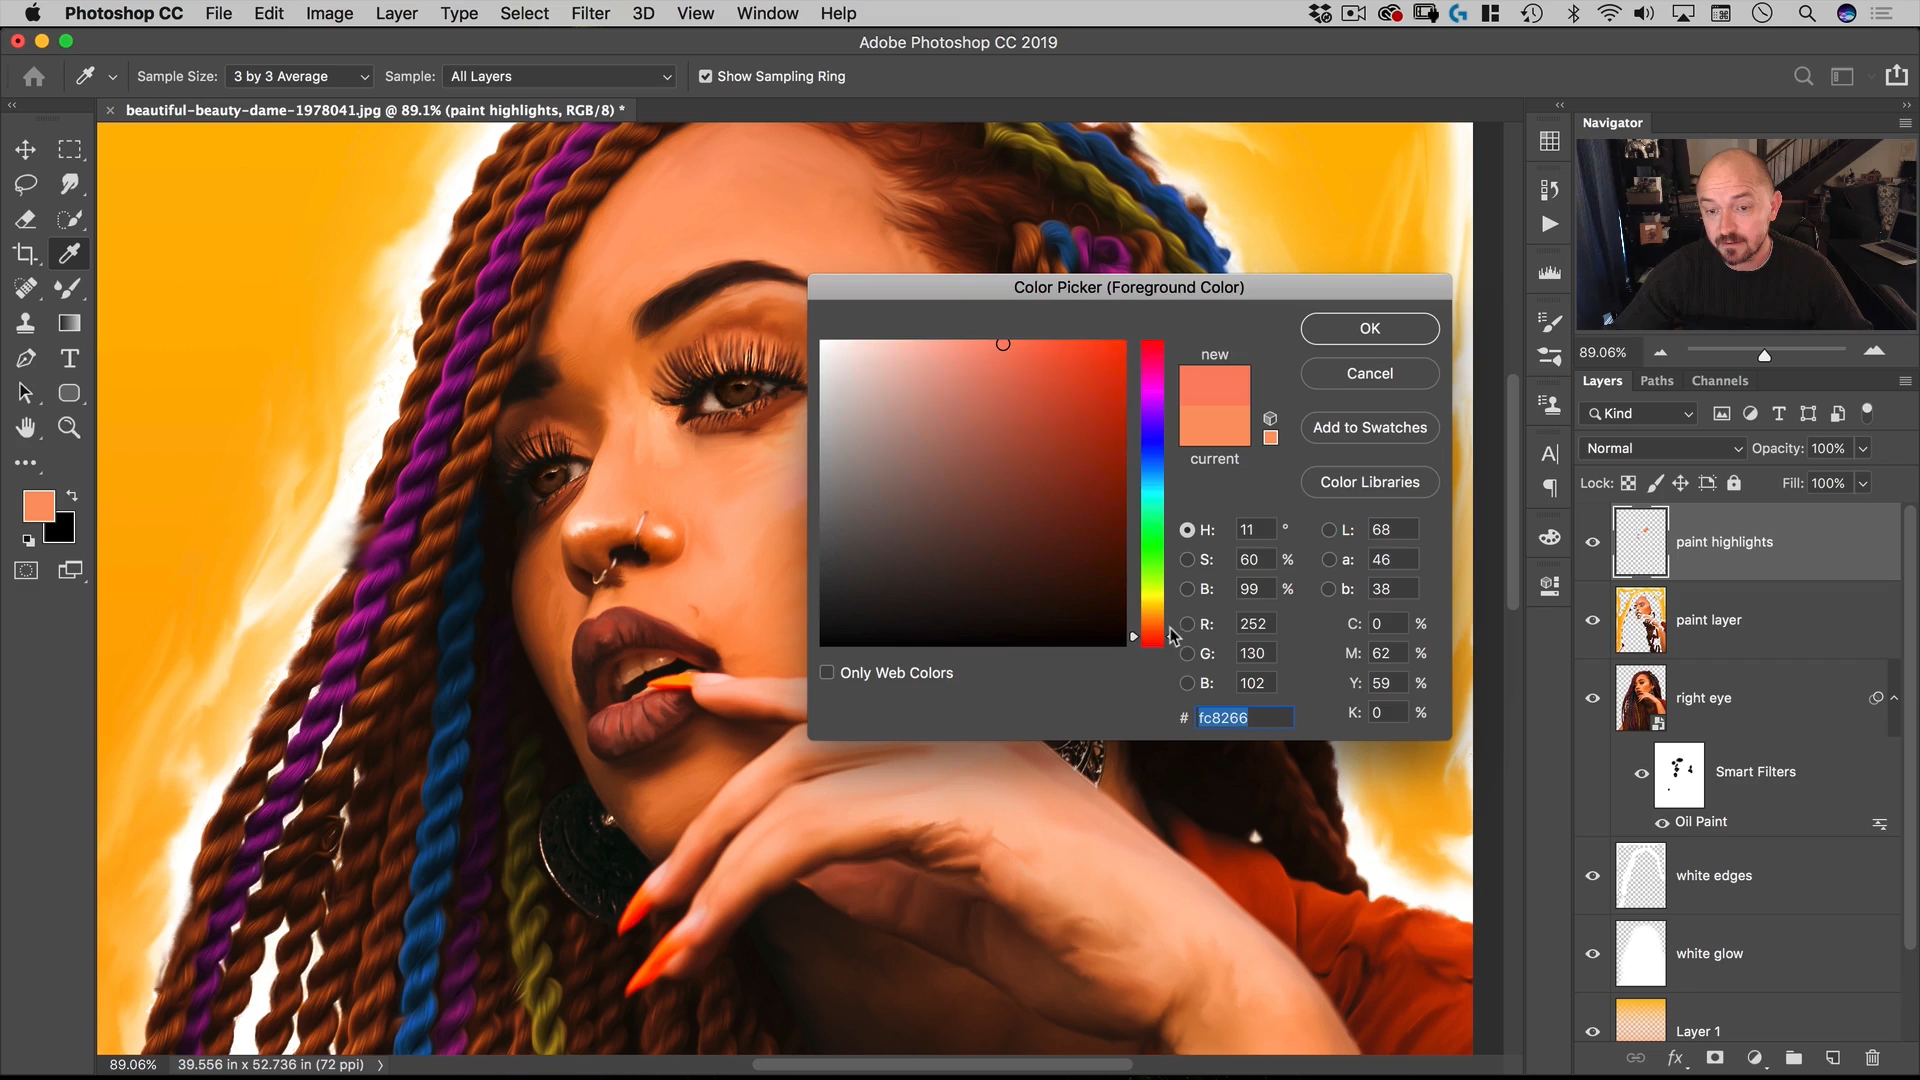 Photoshop CC File Edit Image Layer Type Select Filter 3D View Window Help
Adobe Photoshop CC 2019
Sample Size: 3 by 3 Average Sample: All Layers Show Sampling Ring
beautiful-beauty-dame-1978041.jpg @ 89.1% (paint highlights, RGB/8) *
Navigator
Color Picker (Foreground Color)
OK
Cancel
Add to Swatches
Color Libraries
new
current
H: 11 °
S: 60 %
B: 99 %
R: 252
G: 130
B: 102
# fc8266
L: 68
a: 46
b: 38
C: 0 %
M: 62 %
Y: 59 %
K: 0 %
Only Web Colors
89.06%
Layers Paths Channels
Kind
Normal Opacity: 100%
Lock: Fill: 100%
paint highlights
paint layer
right eye
Smart Filters
Oil Paint
white edges
white glow
Layer 1
fx
89.06% 39.556 in x 52.736 in (72 ppi)